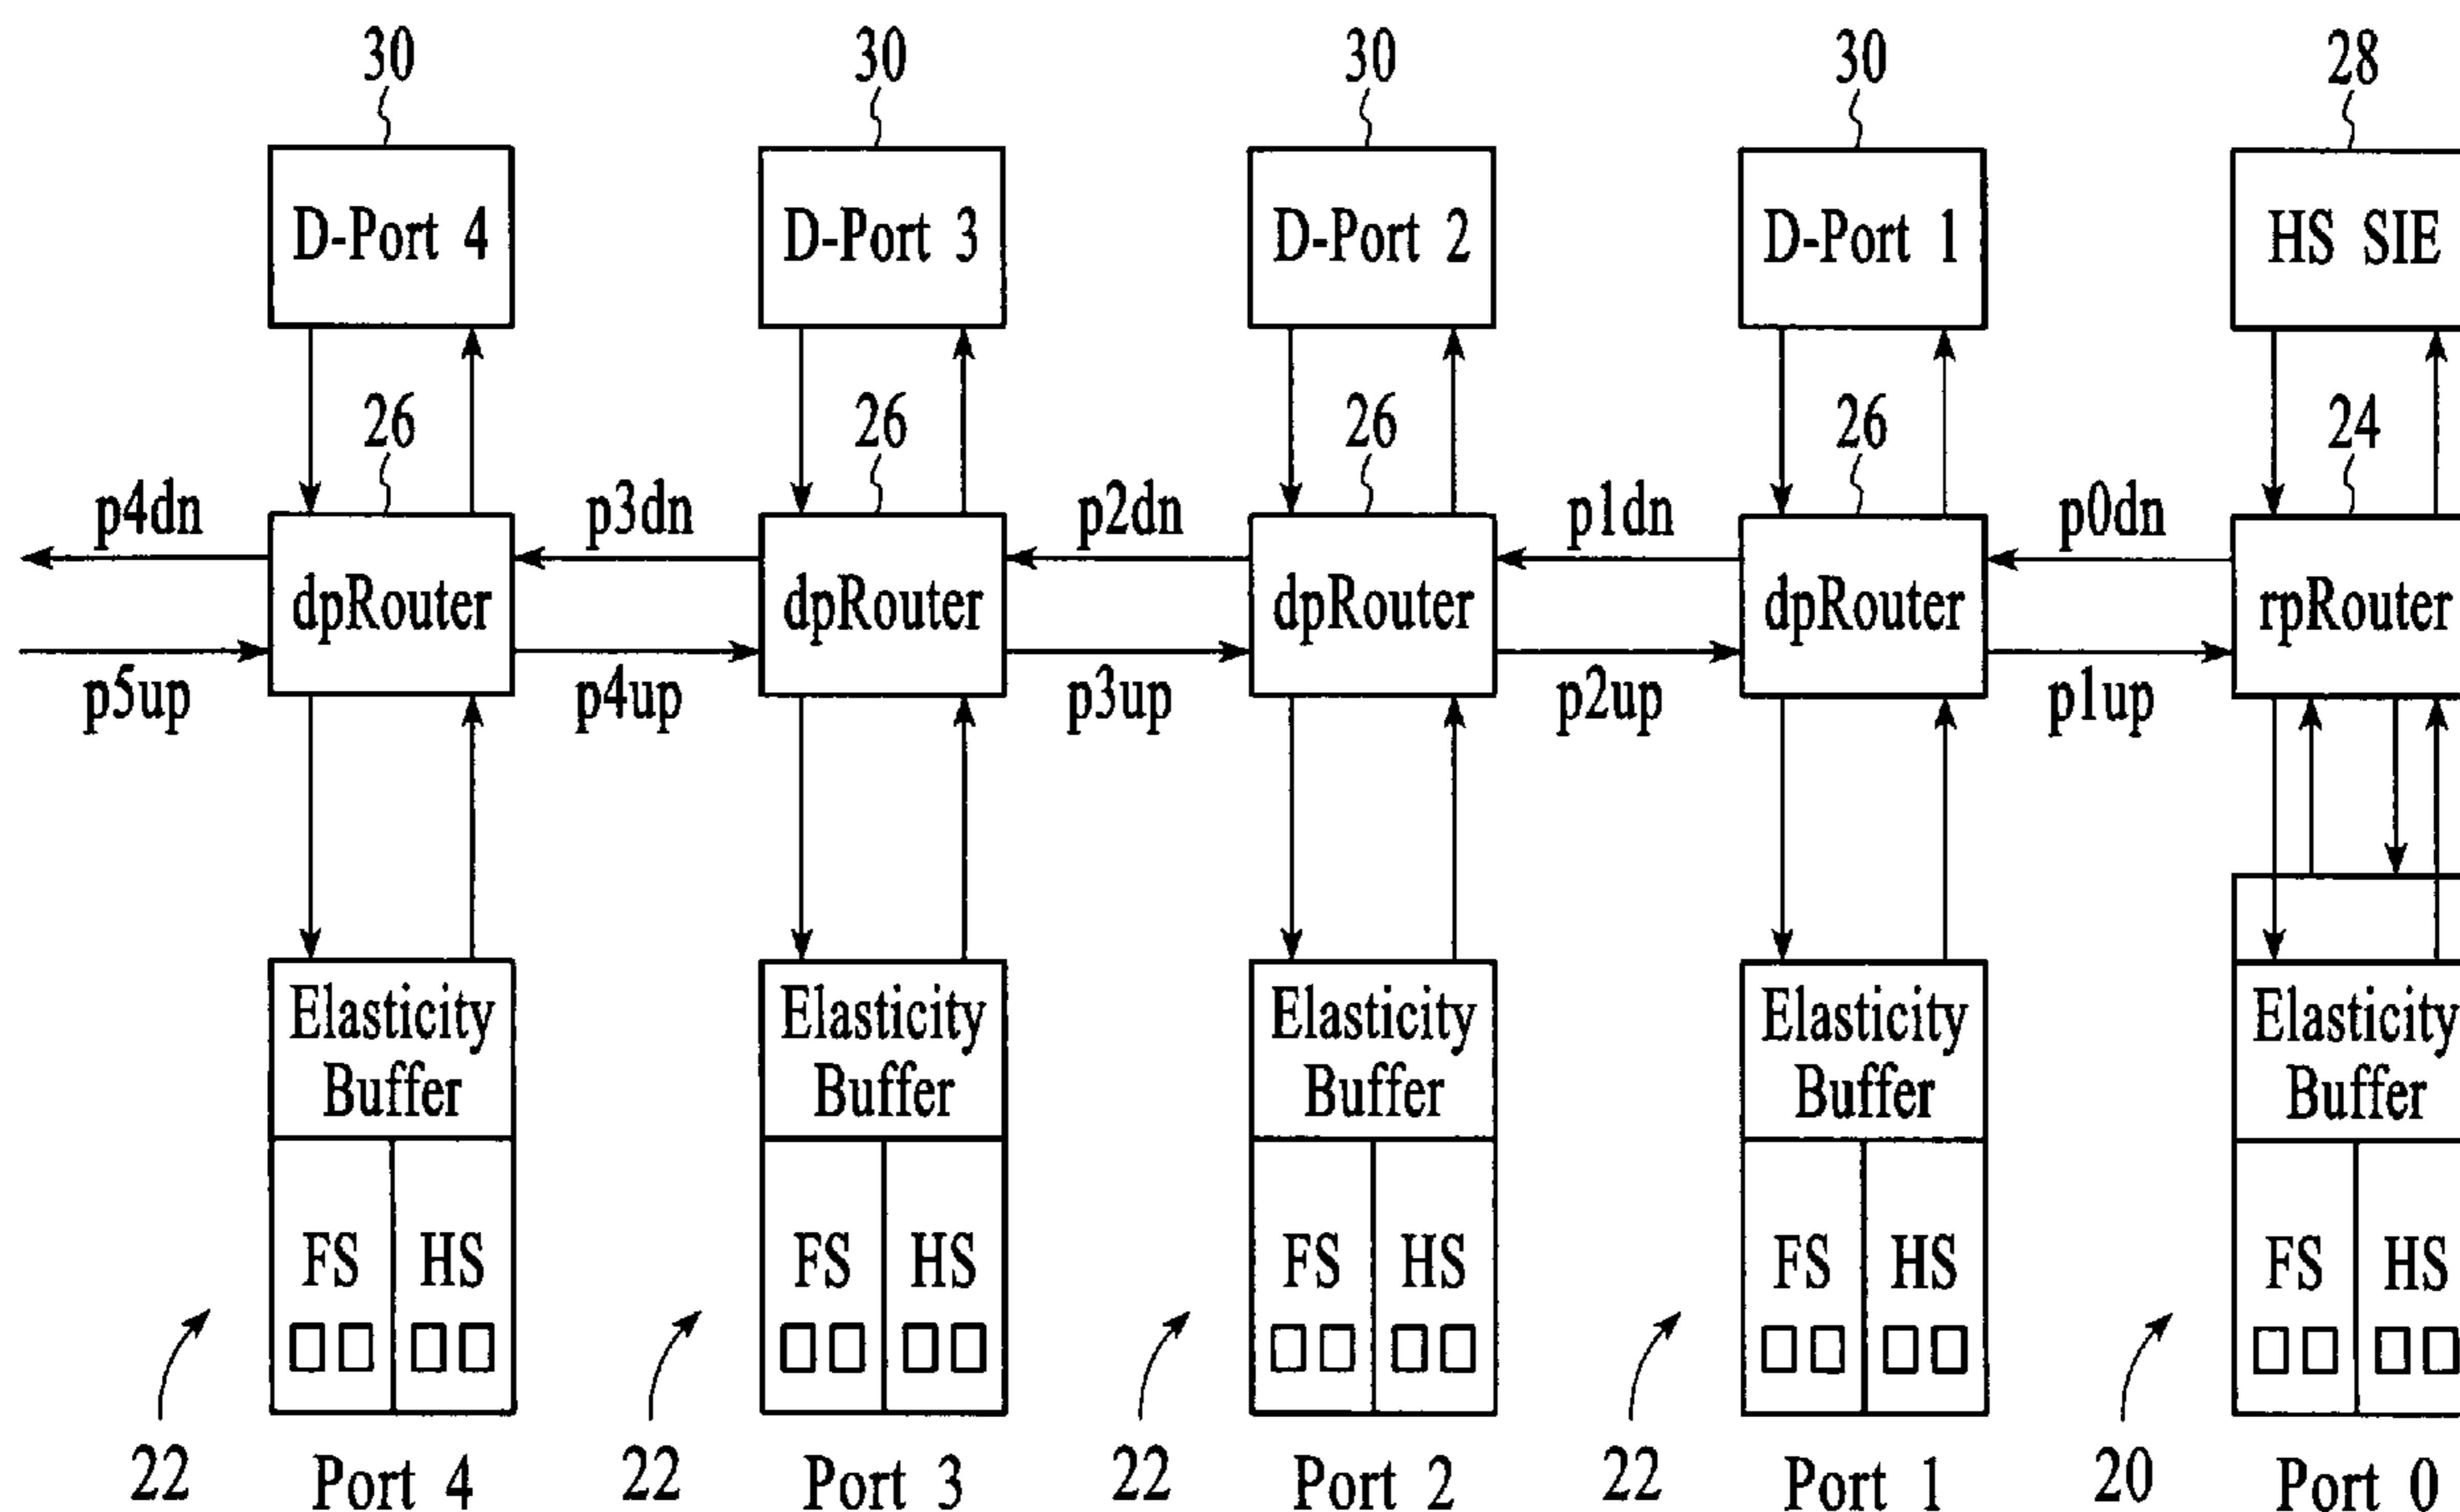 30 30 30 30 28
D-Port 4 D-Port 3 D-Port 2 D-Port 1 HS SIE
26 26 26 26 24
p4dn p3dn p2dn p1dn p0dn
dpRouter dpRouter dpRouter dpRouter rpRouter
p5up p4up p3up p2up p1up
Elasticity Elasticity Elasticity Elasticity Elasticity
Buffer Buffer Buffer Buffer Buffer
FS HS FS HS FS HS FS HS FS HS
22 Port 4 22 Port 3 22 Port 2 22 Port 1 20 Port 0